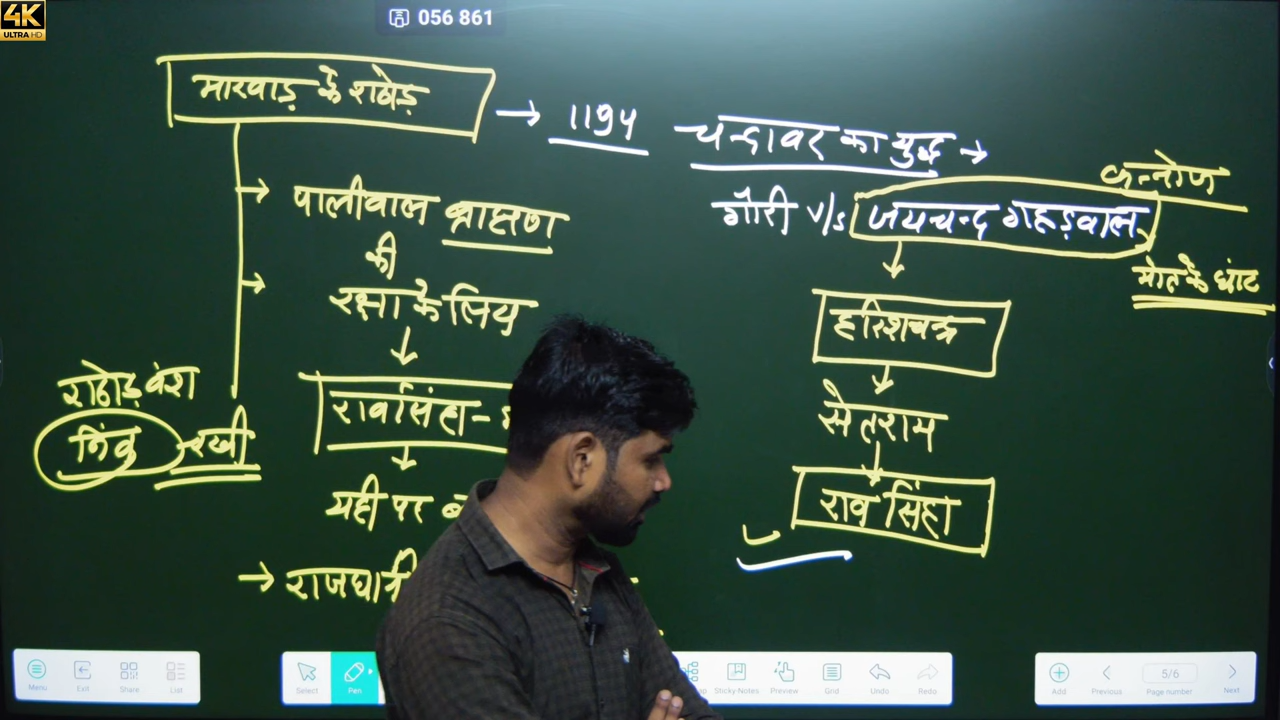 4K
ULTRA HD
056 861
मारवाड़ के राठोड़
→ 1194 चन्दावर का युद्ध →
कन्नोज
गौरी v/s जयचन्द गहड़वाल
मोत के घाट
→ पालीवाल ब्राह्मण
की
→ रक्षा के लिय
↓
रावसिंहा-
↓
यही पर
→ राजधानी
राठोड़ वंश
निंव रखी
↓
हरिशचन्द्र
↓
सेतराम
↓
राव सिंहा
Menu Exit Share List
Select Pen
Sticky-Notes Preview Grid Undo Redo
Add Previous 5/6 Page number Next